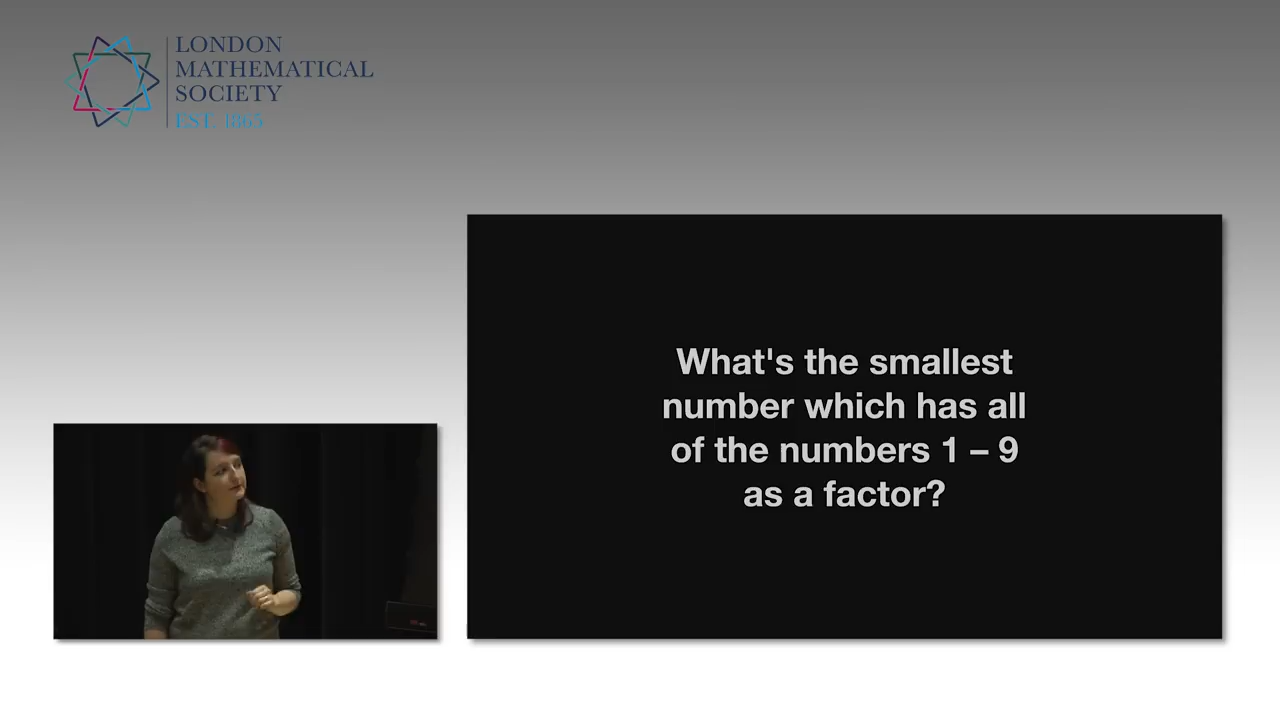 LONDON
MATHEMATICAL
SOCIETY
EST. 1865
What's the smallest
number which has all
of the numbers 1 – 9
as a factor?